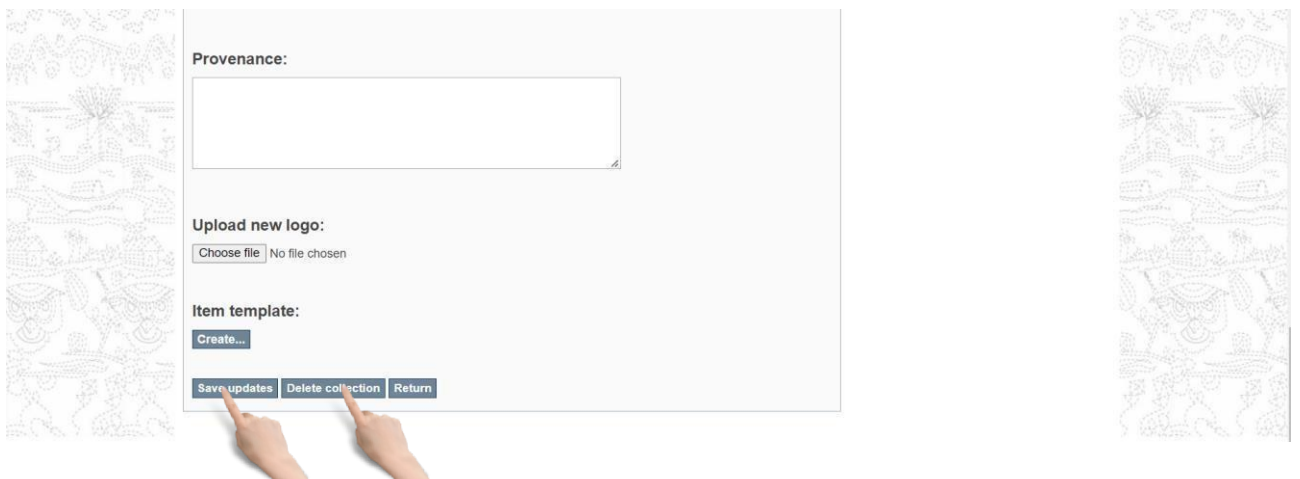 Provenance:
Upload new logo:
Choose file No file chosen
Item template:
Create...
Save updates Delete collection Return